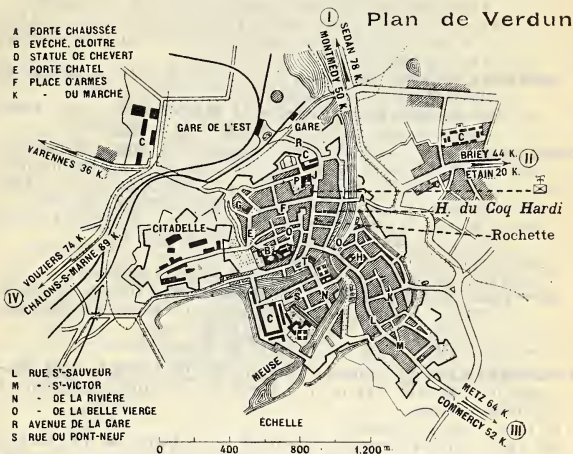 Plan de Verdun
A PORTE CHAUSSÉE
B EVÊCHÉ, CLOITRE
D STATUE DE CHEVERT
E PORTE CHATEL
F PLACE D'ARMES
K - DU MARCHÉ
I
SEDAN 78 K.
MONTMÉDY 50 K.
GARE DE L'EST
GARE
VARENNES 36 K.
C
R
C
P
J
C
BRIEY 44 K.
II
ETAIN 20 K.
H. du Coq Hardi
Rochette
A
F
E
O
B
CITADELLE
VOUZIERS 74 K.
CHALONS-S-MARNE 89 K.
IV
O
H
K
S
N
L
M
C
MEUSE
METZ 64 K.
COMMERCY 52 K.
III
L RUE ST-SAUVEUR
M - ST-VICTOR
N - DE LA RIVIÈRE
O - DE LA BELLE VIERGE
R AVENUE DE LA GARE
S RUE DU PONT-NEUF
ÉCHELLE
0 400 800 1.200 m.